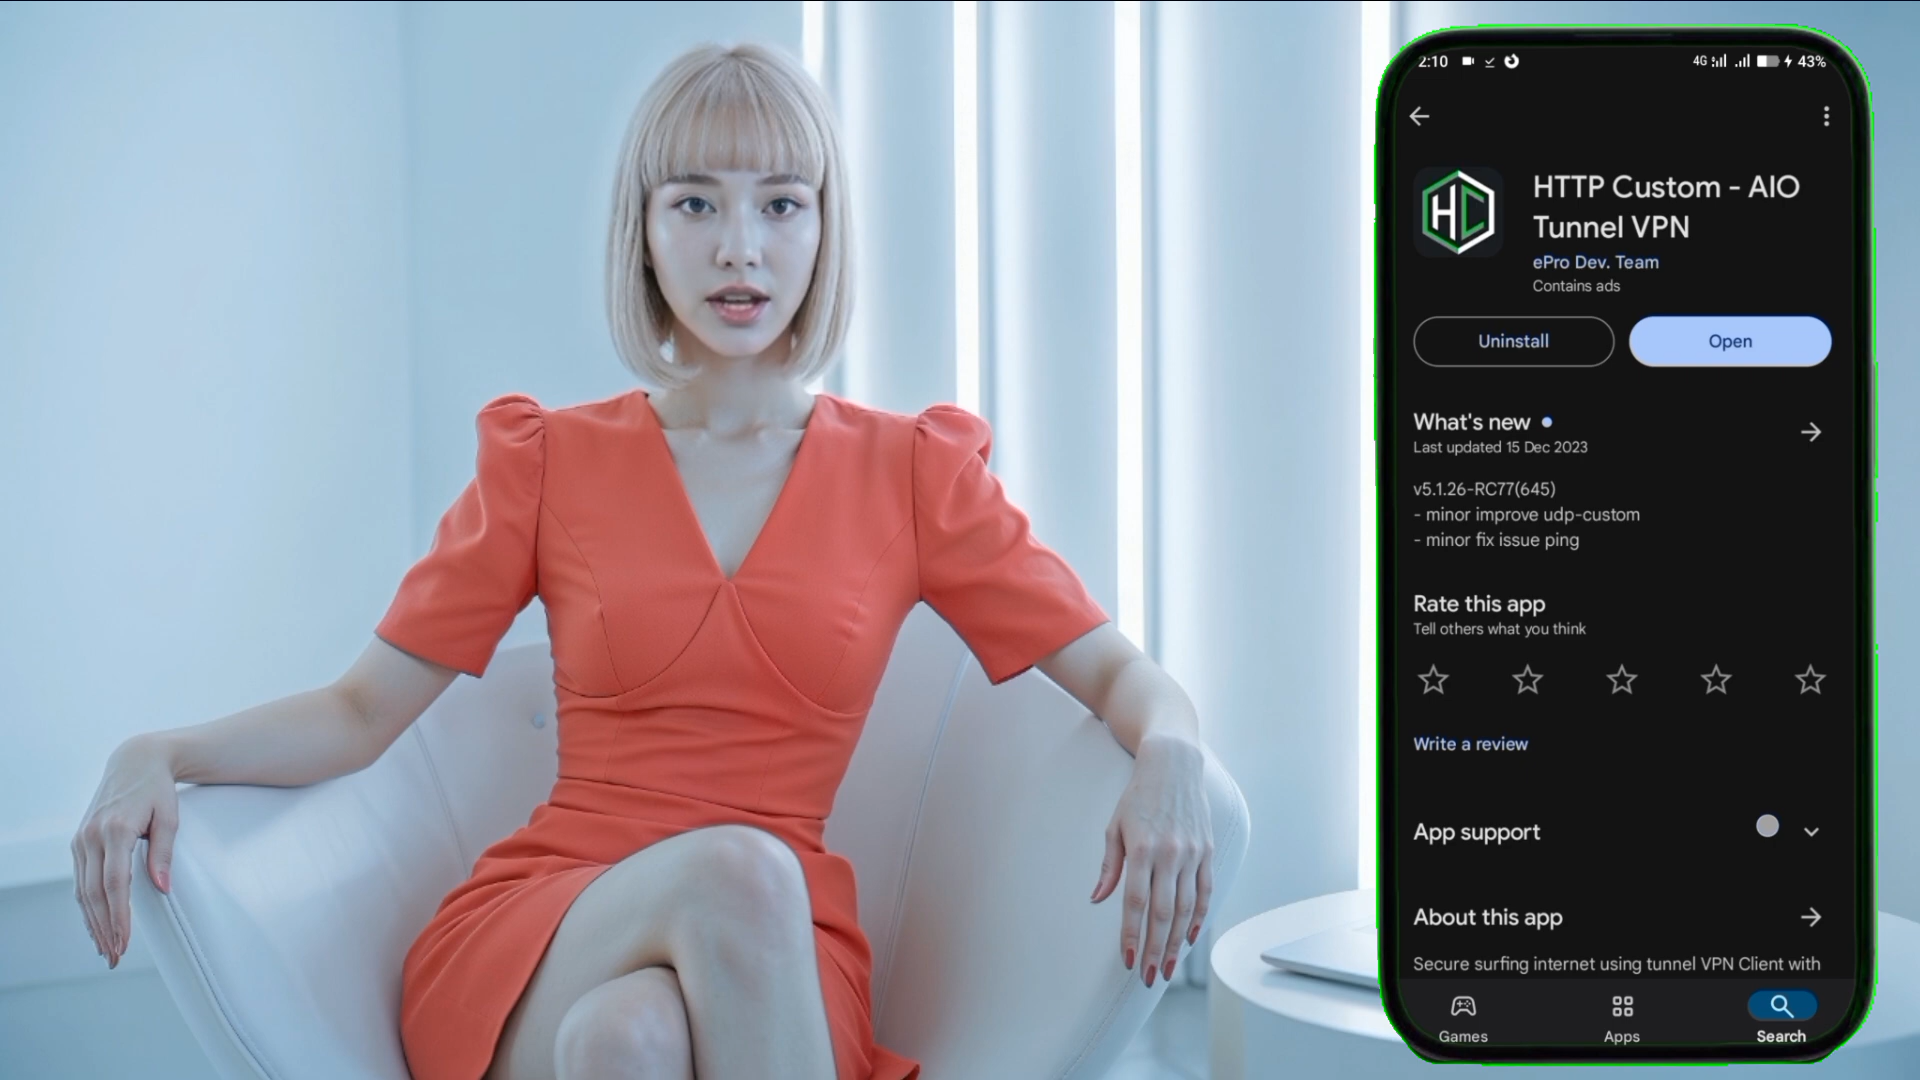 2:10
4G 43%
HC
HTTP Custom - AIO
Tunnel VPN
ePro Dev. Team
Contains ads
Uninstall
Open
What's new
Last updated 15 Dec 2023
v5.1.26-RC77(645)
- minor improve udp-custom
- minor fix issue ping
Rate this app
Tell others what you think
Write a review
App support
About this app
Secure surfing internet using tunnel VPN Client with
Games
Apps
Search